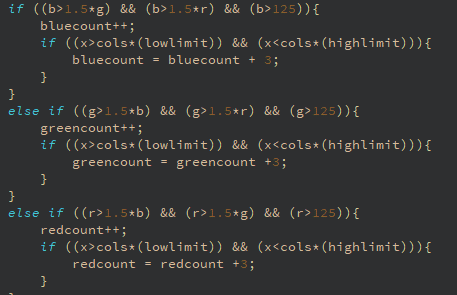 if ((b>1.5*g) && (b>1.5*r) && (b>125)){
    bluecount++;
    if ((x>cols*(lowlimit)) && (x<cols*(highlimit))){
        bluecount = bluecount + 3;
    }
}
else if ((g>1.5*b) && (g>1.5*r) && (g>125)){
    greencount++;
    if ((x>cols*(lowlimit)) && (x<cols*(highlimit))){
        greencount = greencount +3;
    }
}
else if ((r>1.5*b) && (r>1.5*g) && (r>125)){
    redcount++;
    if ((x>cols*(lowlimit)) && (x<cols*(highlimit))){
        redcount = redcount +3;
    }
}